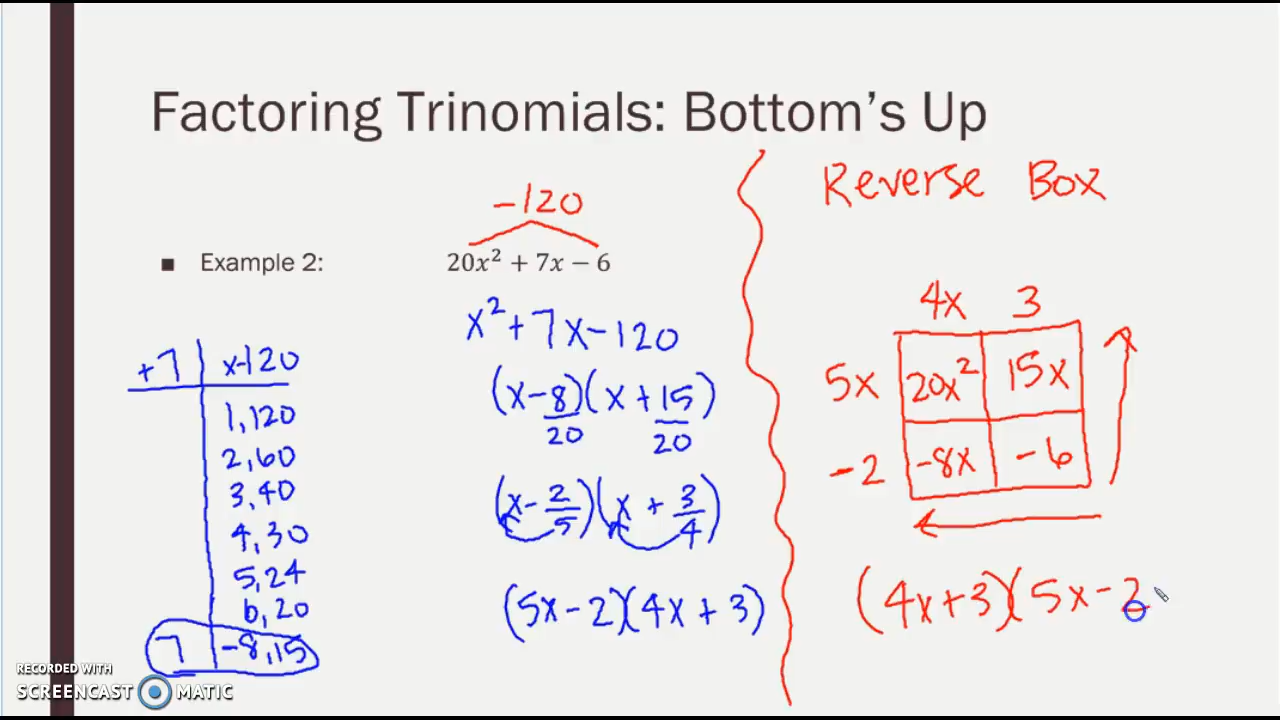 Factoring Trinomials: Bottom's Up
-120
■ Example 2: 20x² + 7x − 6
x² + 7x − 120
+7 | x-120
1, 120
2, 60
3, 40
4, 30
5, 24
6, 20
7 | -8, 15
(x − 8/20)(x + 15/20)
(x − 2/5)(x + 3/4)
(5x − 2)(4x + 3)
Reverse Box
4x 3
5x 20x² 15x
-2 -8x -6
(4x+3)(5x-2
RECORDED WITH
SCREENCAST MATIC